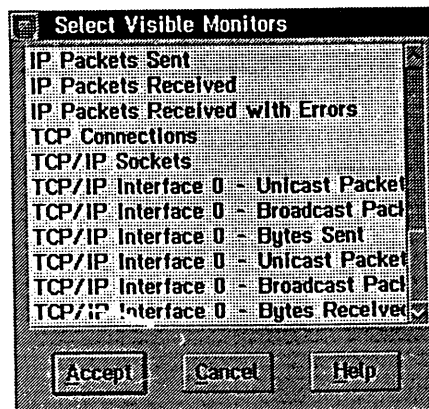 Select Visible Monitors
IP Packets Sent
IP Packets Received
IP Packets Received with Errors
TCP Connections
TCP/IP Sockets
TCP/IP Interface 0 - Unicast Packet
TCP/IP Interface 0 - Broadcast Pack
TCP/IP Interface 0 - Bytes Sent
TCP/IP Interface 0 - Unicast Packet
TCP/IP Interface 0 - Broadcast Pack
TCP/IP Interface 0 - Bytes Received
Accept Cancel Help